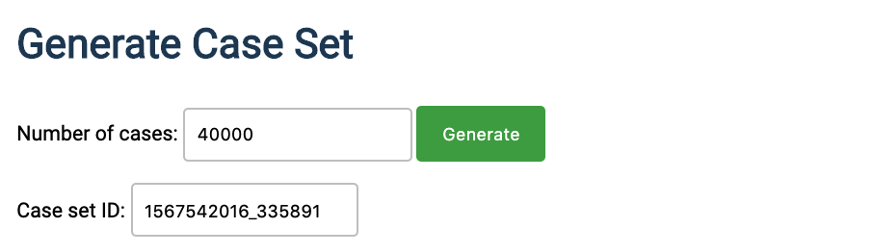 Generate Case Set
Number of cases: 40000 Generate
Case set ID: 1567542016_335891